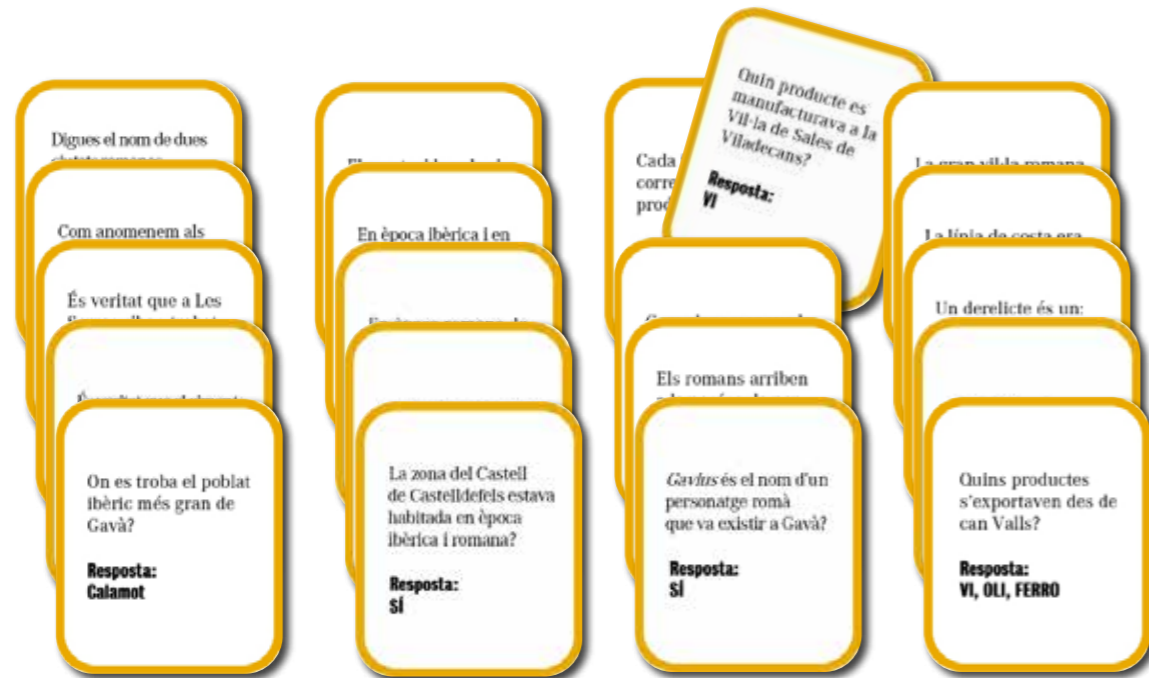 Digues el nom de dues
Com anomenem als
És veritat que a Les
On es troba el poblat
ibèric més gran de
Gavà?
Resposta:
Calamot
En època ibèrica i en
La zona del Castell
de Castelldefels estava
habitada en època
ibèrica i romana?
Resposta:
SÍ
Cada
corre
prod
Quin producte es
manufacturava a la
Vil·la de Sales de
Viladecans?
Resposta:
VI
Els romans arriben
Gavius és el nom d'un
personatge romà
que va existir a Gavà?
Resposta:
SÍ
La gran vil·la romana
La línia de costa era
Un derelicte és un:
Quins productes
s'exportaven des de
can Valls?
Resposta:
VI, OLI, FERRO